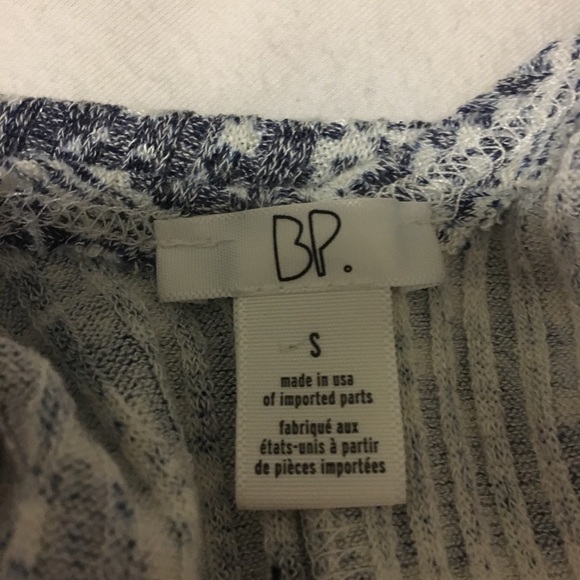 BP.
S
made in usa
of imported parts
fabriqué aux
états-unis à partir
de pièces importées